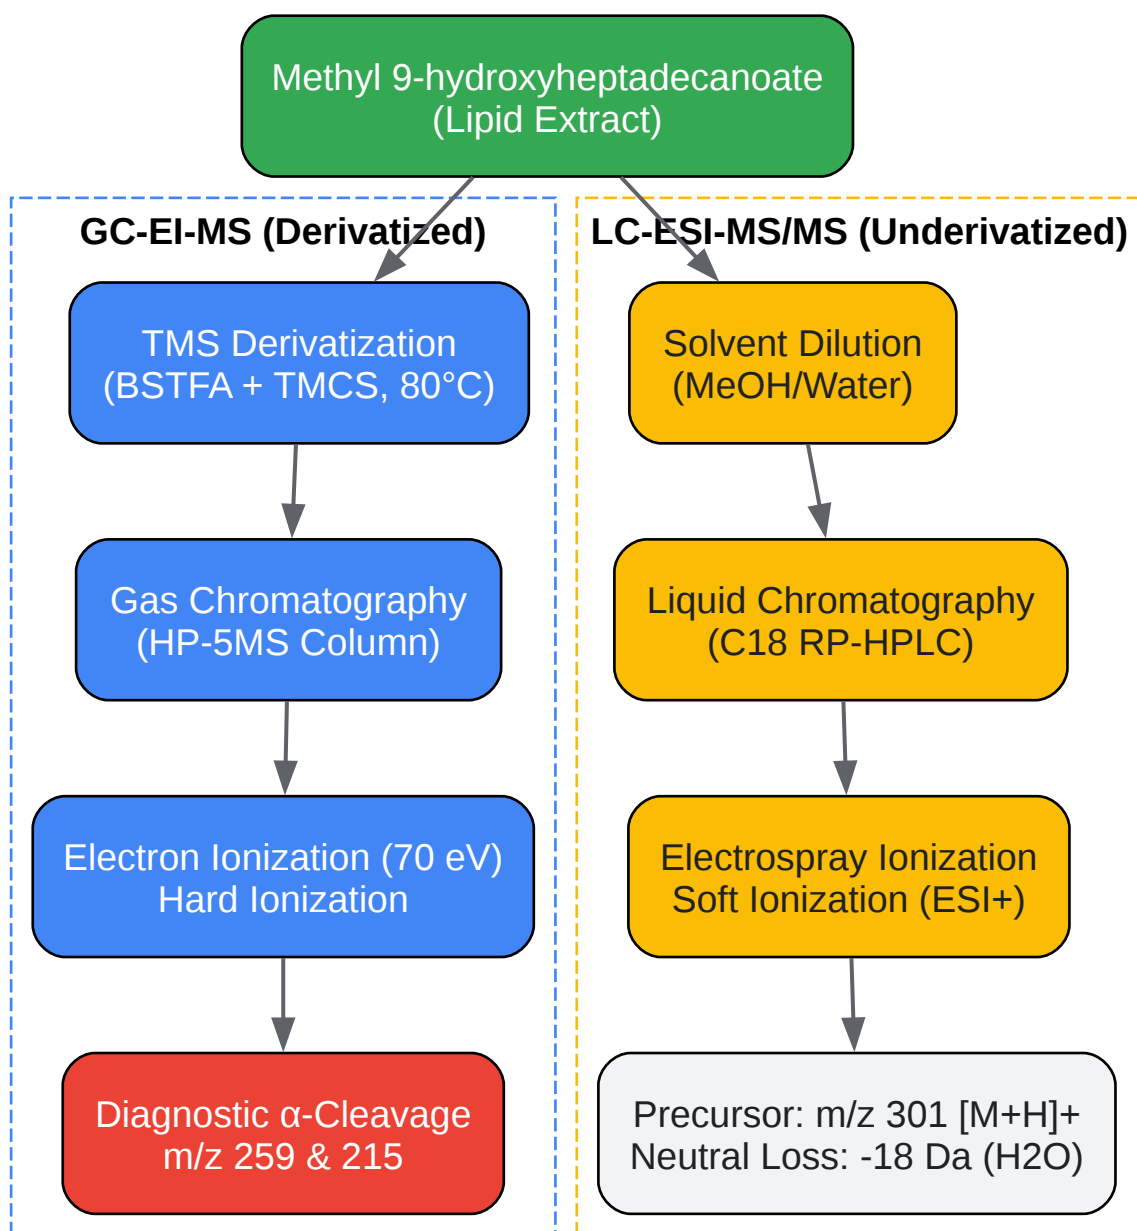 Methyl 9-hydroxyheptadecanoate
(Lipid Extract)
GC-EI-MS (Derivatized)
TMS Derivatization
(BSTFA + TMCS, 80°C)
Gas Chromatography
(HP-5MS Column)
Electron Ionization (70 eV)
Hard Ionization
Diagnostic α-Cleavage
m/z 259 & 215
LC-ESI-MS/MS (Underivatized)
Solvent Dilution
(MeOH/Water)
Liquid Chromatography
(C18 RP-HPLC)
Electrospray Ionization
Soft Ionization (ESI+)
Precursor: m/z 301 [M+H]+
Neutral Loss: -18 Da (H2O)